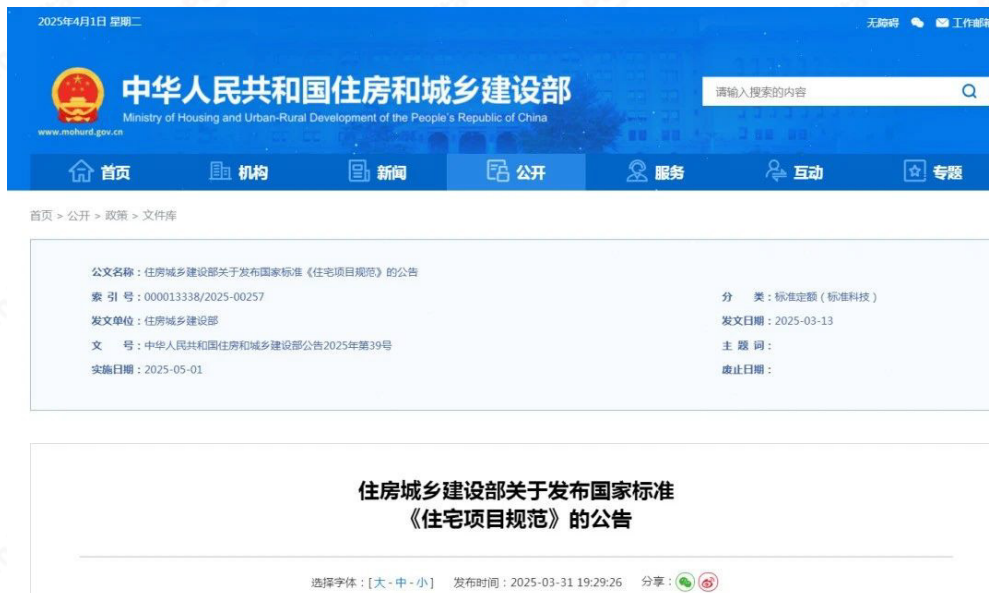 2025年4月1日 星期二
无障碍 工作邮箱
中华人民共和国住房和城乡建设部
Ministry of Housing and Urban-Rural Development of the People's Republic of China
www.mohurd.gov.cn
请输入搜索的内容
首页 机构 新闻 公开 服务 互动 专题
首页 > 公开 > 政策 > 文件库
公文名称：住房城乡建设部关于发布国家标准《住宅项目规范》的公告
索 引 号：000013338/2025-00257
分 类：标准定额（标准科技）
发文单位：住房城乡建设部
发文日期：2025-03-13
文 号：中华人民共和国住房和城乡建设部公告2025年第39号
主 题 词：
实施日期：2025-05-01
废止日期：
住房城乡建设部关于发布国家标准
《住宅项目规范》的公告
选择字体：[大 - 中 - 小] 发布时间：2025-03-31 19:29:26 分享：